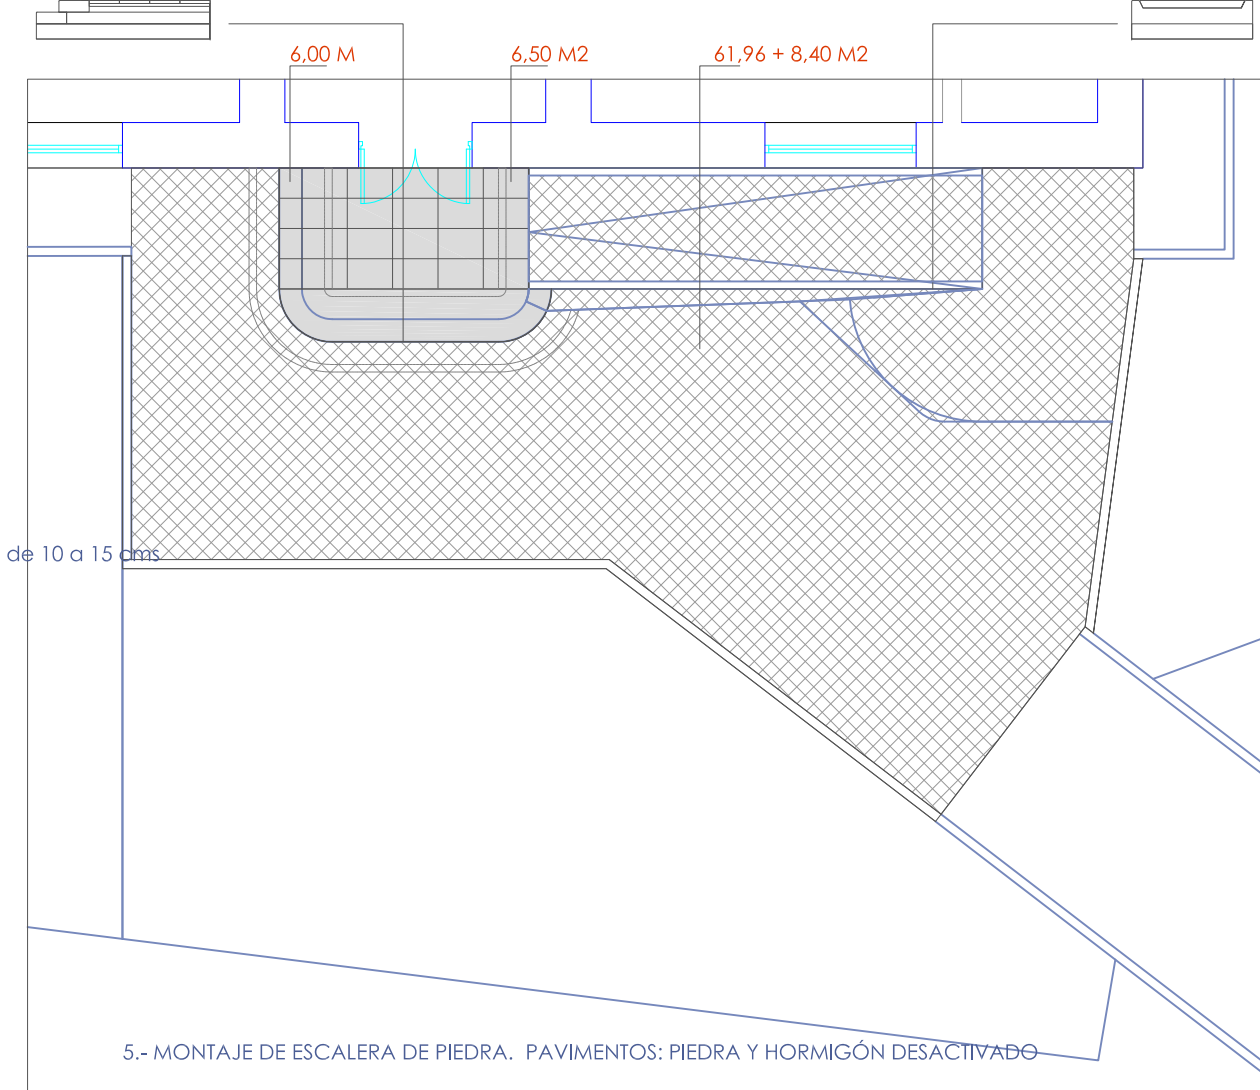 6,00 M
6,50 M2
61,96 + 8,40 M2
de 10 a 15 cms
5.- MONTAJE DE ESCALERA DE PIEDRA. PAVIMENTOS: PIEDRA Y HORMIGÓN DESACTIVADO